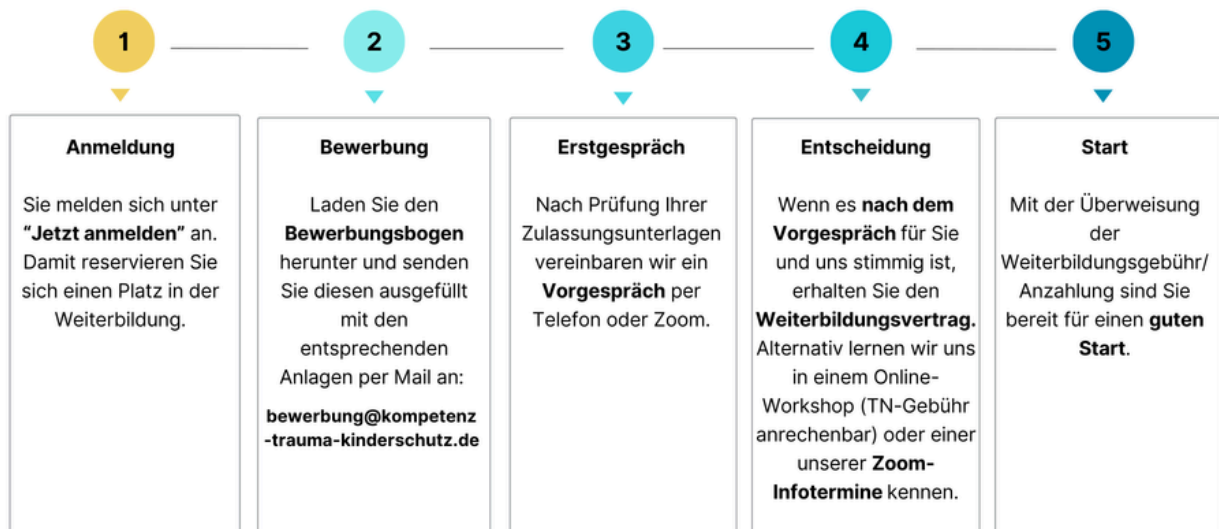 1
2
3
4
5
Anmeldung
Sie melden sich unter
“Jetzt anmelden” an.
Damit reservieren Sie
sich einen Platz in der
Weiterbildung.
Bewerbung
Laden Sie den
Bewerbungsbogen
herunter und senden
Sie diesen ausgefüllt
mit den
entsprechenden
Anlagen per Mail an:
bewerbung@kompetenz
-trauma-kinderschutz.de
Erstgespräch
Nach Prüfung Ihrer
Zulassungsunterlagen
vereinbaren wir ein
Vorgespräch per
Telefon oder Zoom.
Entscheidung
Wenn es nach dem
Vorgespräch für Sie
und uns stimmig ist,
erhalten Sie den
Weiterbildungsvertrag.
Alternativ lernen wir uns
in einem Online-
Workshop (TN-Gebühr
anrechenbar) oder einer
unserer Zoom-
Infotermine kennen.
Start
Mit der Überweisung
der
Weiterbildungsgebühr/
Anzahlung sind Sie
bereit für einen guten
Start.